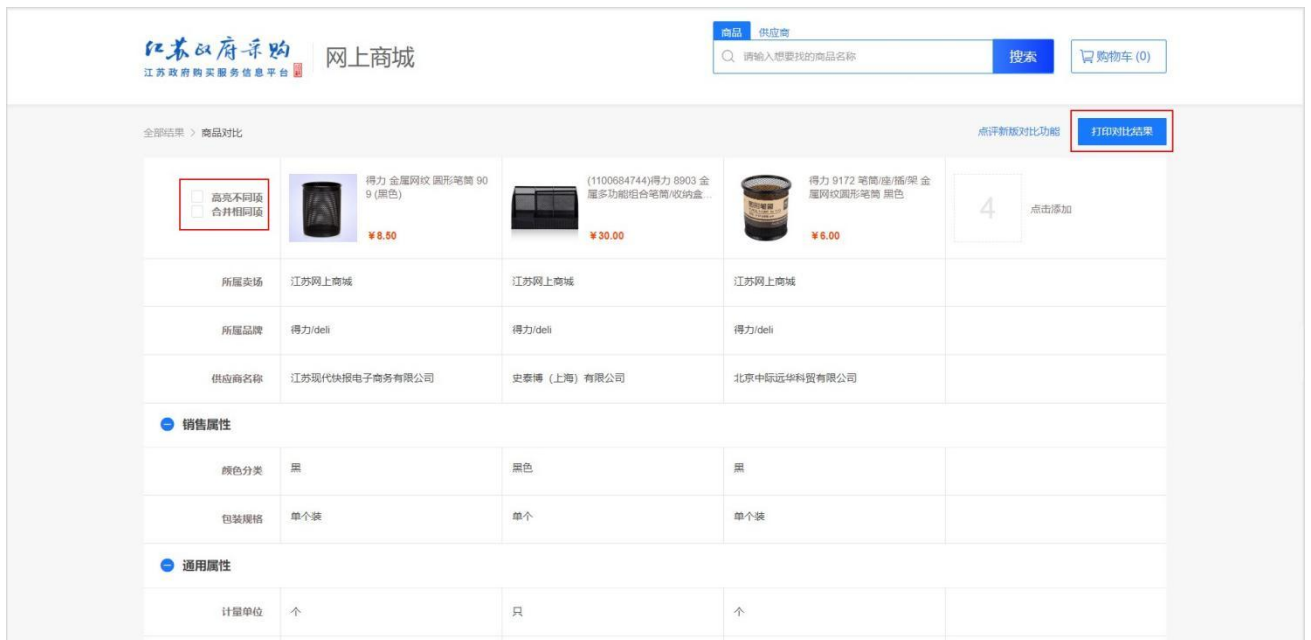 商品 供应商
江苏政府采购
江苏政府购买服务信息平台
网上商城
请输入想要找的商品名称
搜索
购物车 (0)
全部结果 > 商品对比
点评新版对比功能
打印对比结果
高亮不同项
合并相同项
得力 金属网纹 圆形笔筒 90
9 (黑色)
¥8.50
(1100684744)得力 8903 金
属多功能组合笔筒/收纳盒...
¥30.00
得力 9172 笔筒/座/插/架 金
属网纹圆形笔筒 黑色
¥6.00
4 点击添加
所属卖场 江苏网上商城 江苏网上商城 江苏网上商城
所属品牌 得力/deli 得力/deli 得力/deli
供应商名称 江苏现代快报电子商务有限公司 史泰博（上海）有限公司 北京中际远华科贸有限公司
销售属性
颜色分类 黑 黑色 黑
包装规格 单个装 单个 单个装
通用属性
计量单位 个 只 个